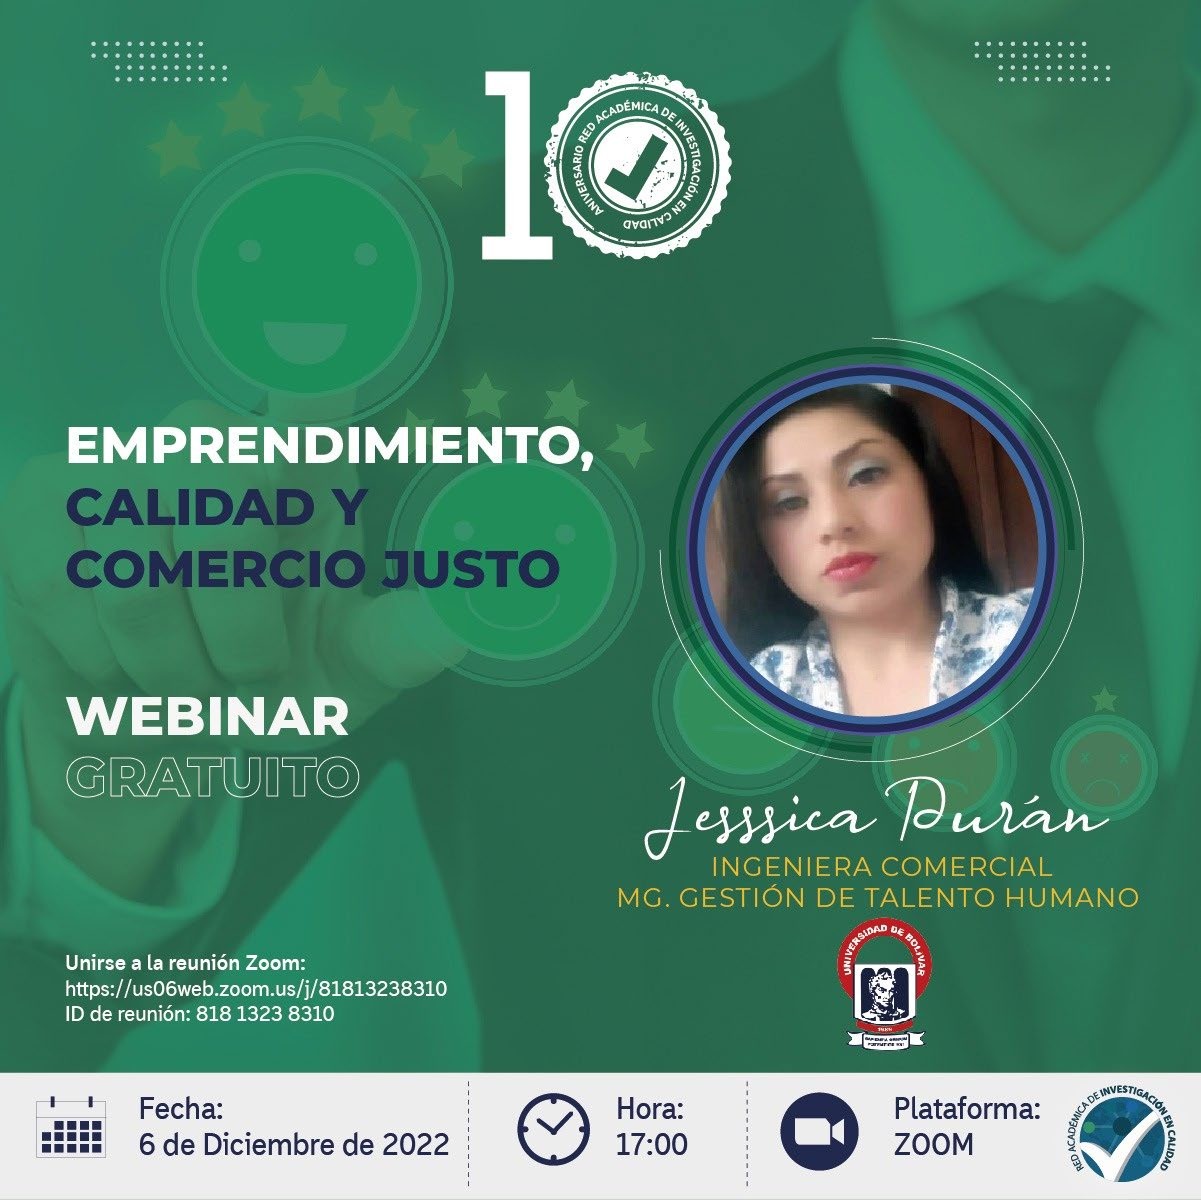 10
ANIVERSARIO RED ACADÉMICA DE INVESTIGACIÓN EN CALIDAD
EMPRENDIMIENTO,
CALIDAD Y
COMERCIO JUSTO
WEBINAR
GRATUITO
Jesssica Durán
INGENIERA COMERCIAL
MG. GESTIÓN DE TALENTO HUMANO
UNIVERSIDAD DE BOLIVAR
Unirse a la reunión Zoom:
https://us06web.zoom.us/j/81813238310
ID de reunión: 818 1323 8310
Fecha:
6 de Diciembre de 2022
Hora:
17:00
Plataforma:
ZOOM
RED ACADÉMICA DE INVESTIGACIÓN EN CALIDAD